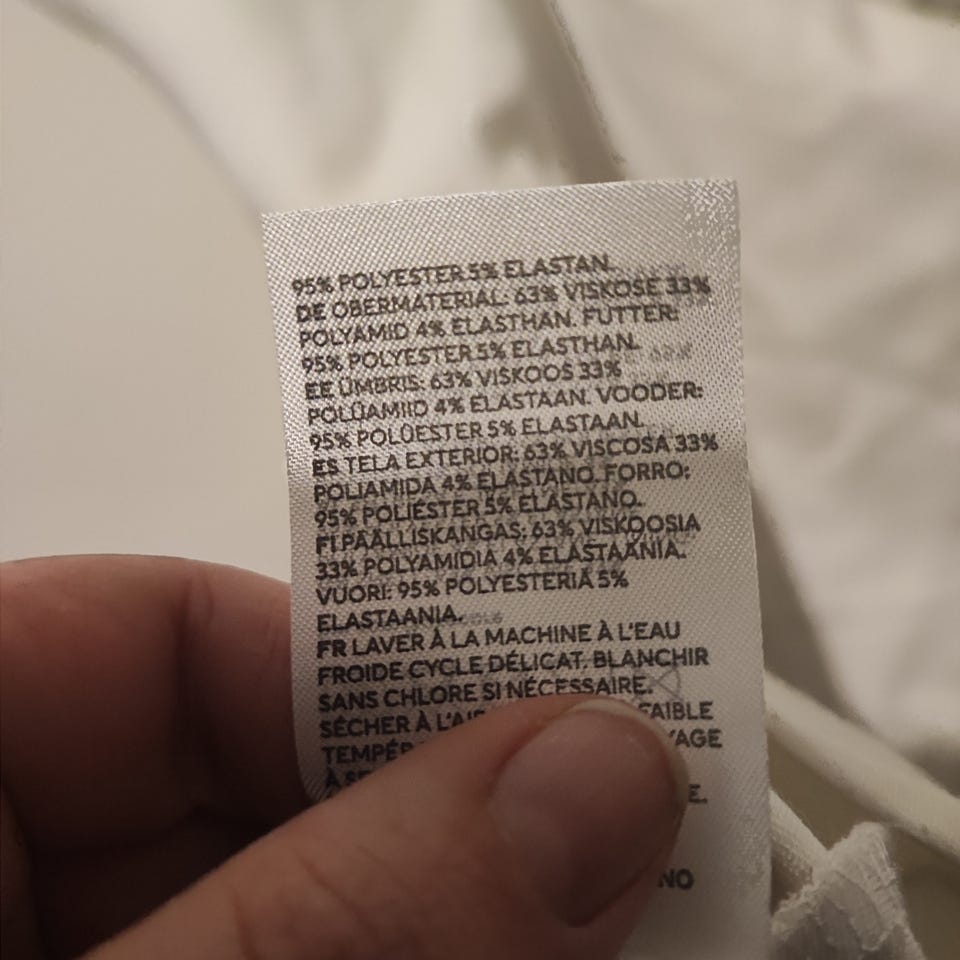 95% POLYESTER 5% ELASTAN.
DE OBERMATERIAL: 63% VISKOSE 33%
POLYAMID 4% ELASTHAN. FUTTER:
95% POLYESTER 5% ELASTHAN.
EE ÜMBRIS: 63% VISKOOS 33%
POLÜAMIID 4% ELASTAAN. VOODER:
95% POLÜESTER 5% ELASTAAN.
ES TELA EXTERIOR: 63% VISCOSA 33%
POLIAMIDA 4% ELASTANO. FORRO:
95% POLIÉSTER 5% ELASTANO.
FI PÄÄLLISKANGAS: 63% VISKOOSIA
33% POLYAMIDIA 4% ELASTAANIA.
VUORI: 95% POLYESTERIA 5%
ELASTAANIA.
FR LAVER À LA MACHINE À L'EAU
FROIDE CYCLE DÉLICAT. BLANCHIR
SANS CHLORE SI NÉCESSAIRE.
SÉCHER À FAIBLE